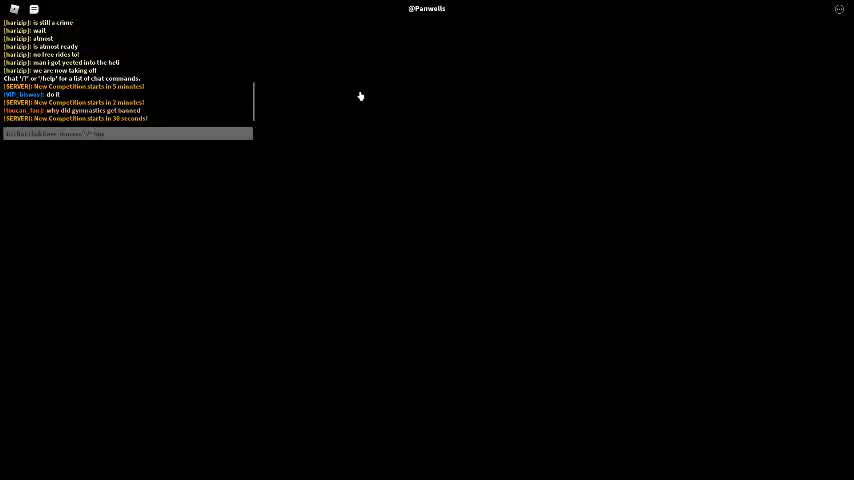 @Panwells
[harizip]: is still a crime
[harizip]: wait
[harizip]: almost
[harizip]: is almost ready
[harizip]: no free rides lol
[harizip]: man i got yeeted into the heli
[harizip]: we are now taking off
Chat '/?' or '/help' for a list of chat commands.
[SERVER]: New Competition starts in 5 minutes!
[VIP_biswas]: do it
[SERVER]: New Competition starts in 2 minutes!
[toucan_fan]: why did gymnastics get banned
[SERVER]: New Competition starts in 30 seconds!